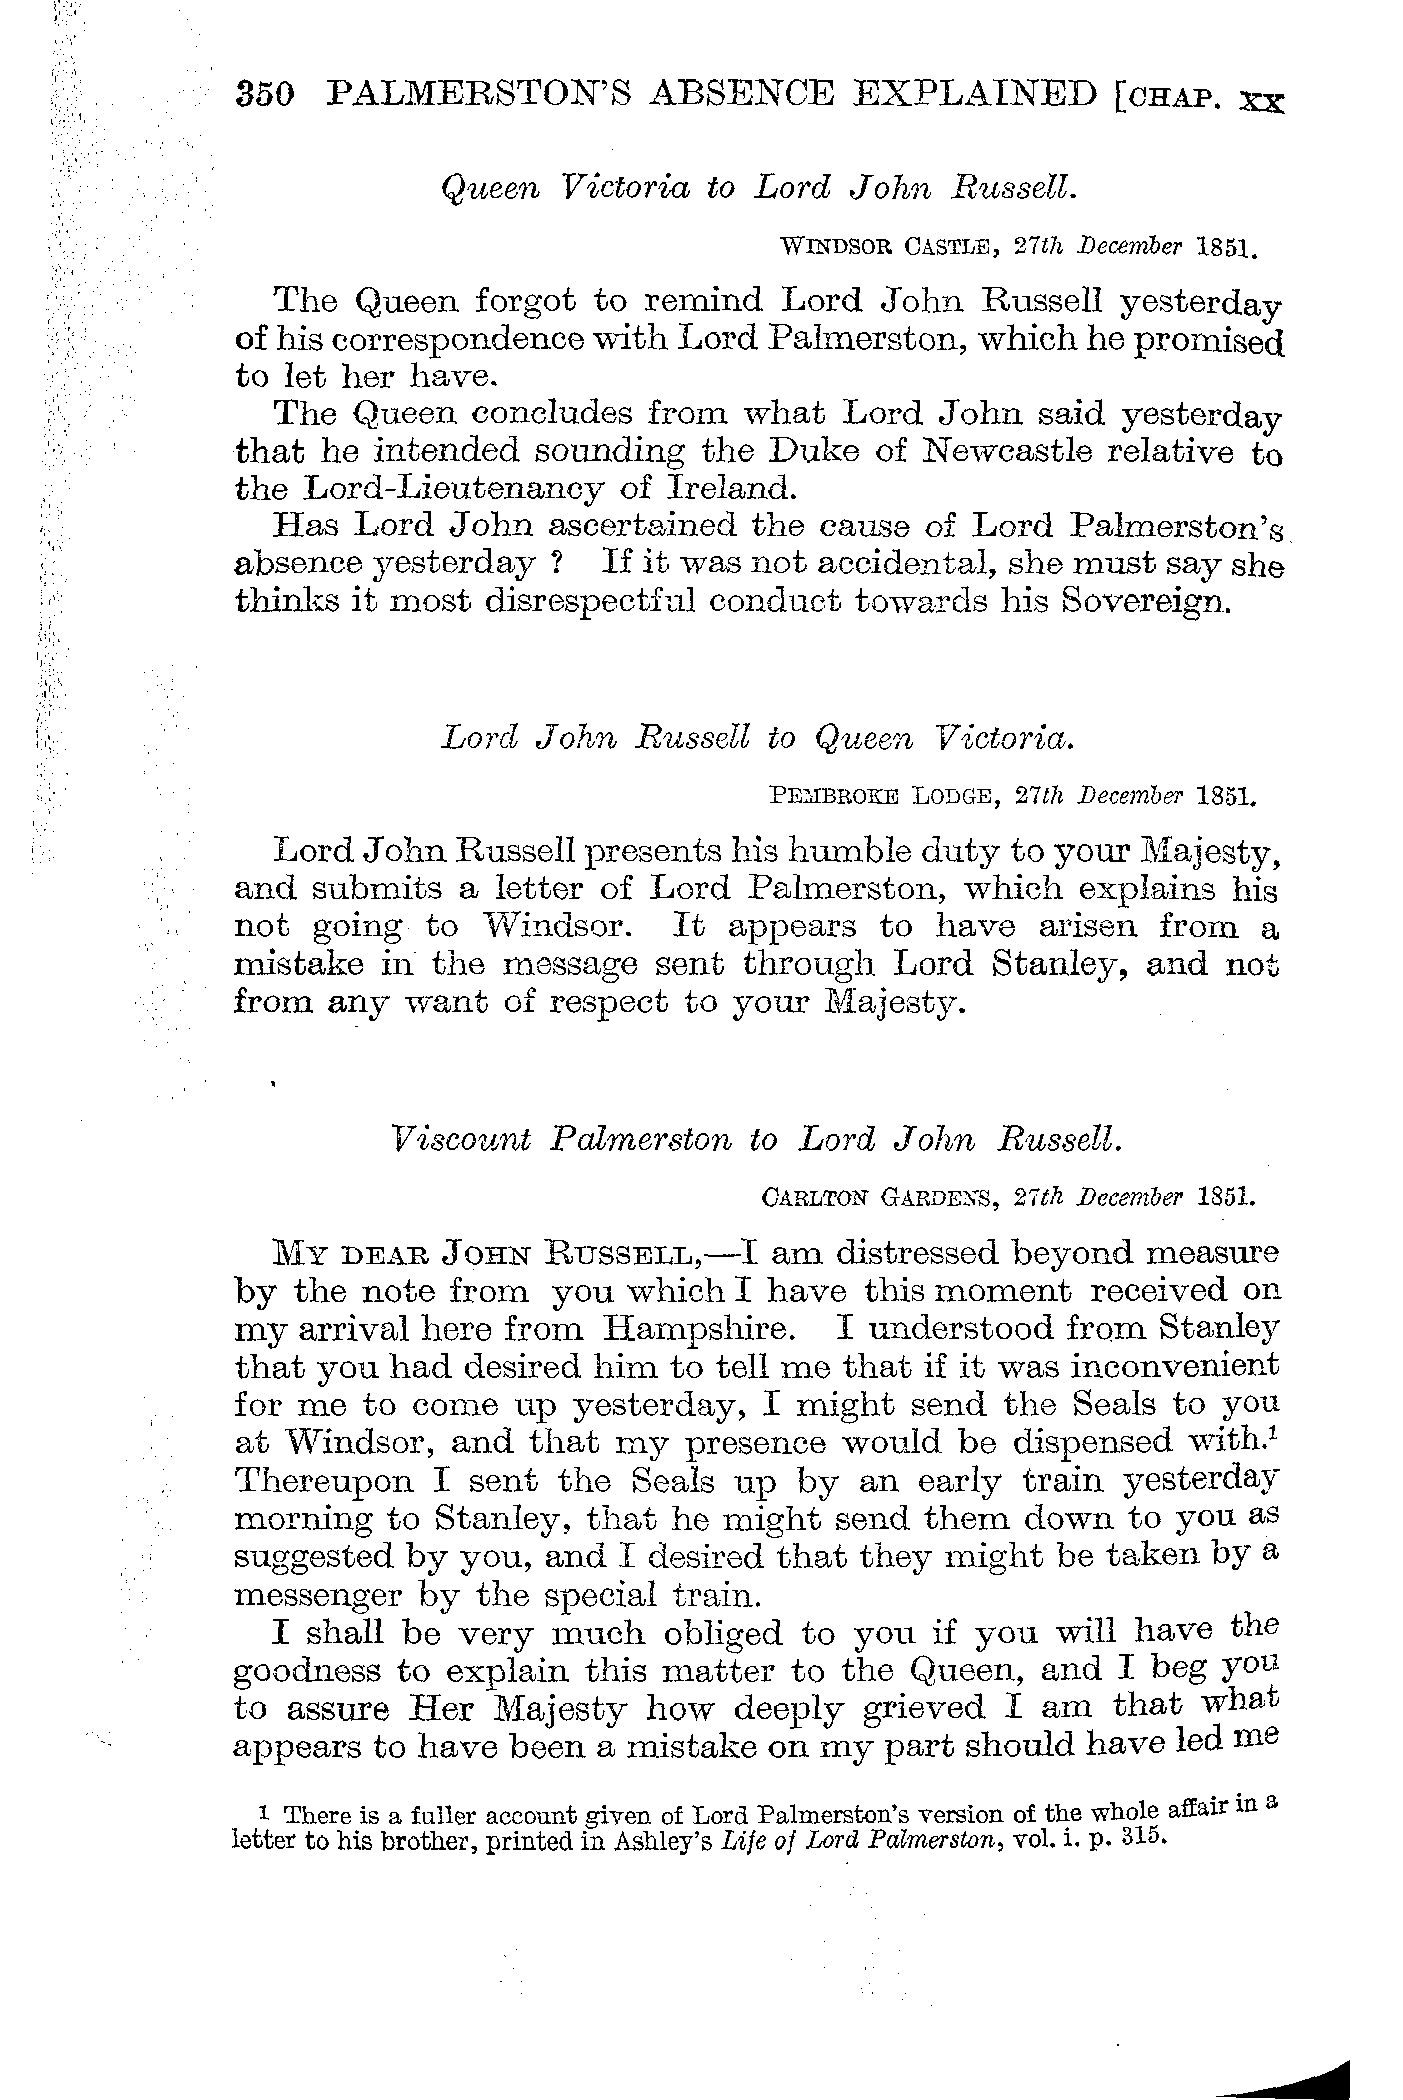 350 PALMERSTON'S ABSENCE EXPLAINED [CHAP. XX
Queen Victoria to Lord John Russell.
WINDSOR CASTLE, 27th December 1851.
The Queen forgot to remind Lord John Russell yesterday
of his correspondence with Lord Palmerston, which he promised
to let her have.
The Queen concludes from what Lord John said yesterday
that he intended sounding the Duke of Newcastle relative to
the Lord-Lieutenancy of Ireland.
Has Lord John ascertained the cause of Lord Palmerston's
absence yesterday ? If it was not accidental, she must say she
thinks it most disrespectful conduct towards his Sovereign.
Lord John Russell to Queen Victoria.
PEMBROKE LODGE, 27th December 1851.
Lord John Russell presents his humble duty to your Majesty,
and submits a letter of Lord Palmerston, which explains his
not going to Windsor. It appears to have arisen from a
mistake in the message sent through Lord Stanley, and not
from any want of respect to your Majesty.
Viscount Palmerston to Lord John Russell.
CARLTON GARDENS, 27th December 1851.
MY DEAR JOHN RUSSELL,—I am distressed beyond measure
by the note from you which I have this moment received on
my arrival here from Hampshire. I understood from Stanley
that you had desired him to tell me that if it was inconvenient
for me to come up yesterday, I might send the Seals to you
at Windsor, and that my presence would be dispensed with.¹
Thereupon I sent the Seals up by an early train yesterday
morning to Stanley, that he might send them down to you as
suggested by you, and I desired that they might be taken by a
messenger by the special train.
I shall be very much obliged to you if you will have the
goodness to explain this matter to the Queen, and I beg you
to assure Her Majesty how deeply grieved I am that what
appears to have been a mistake on my part should have led me
1 There is a fuller account given of Lord Palmerston's version of the whole affair in a
letter to his brother, printed in Ashley's Life of Lord Palmerston, vol. i. p. 315.